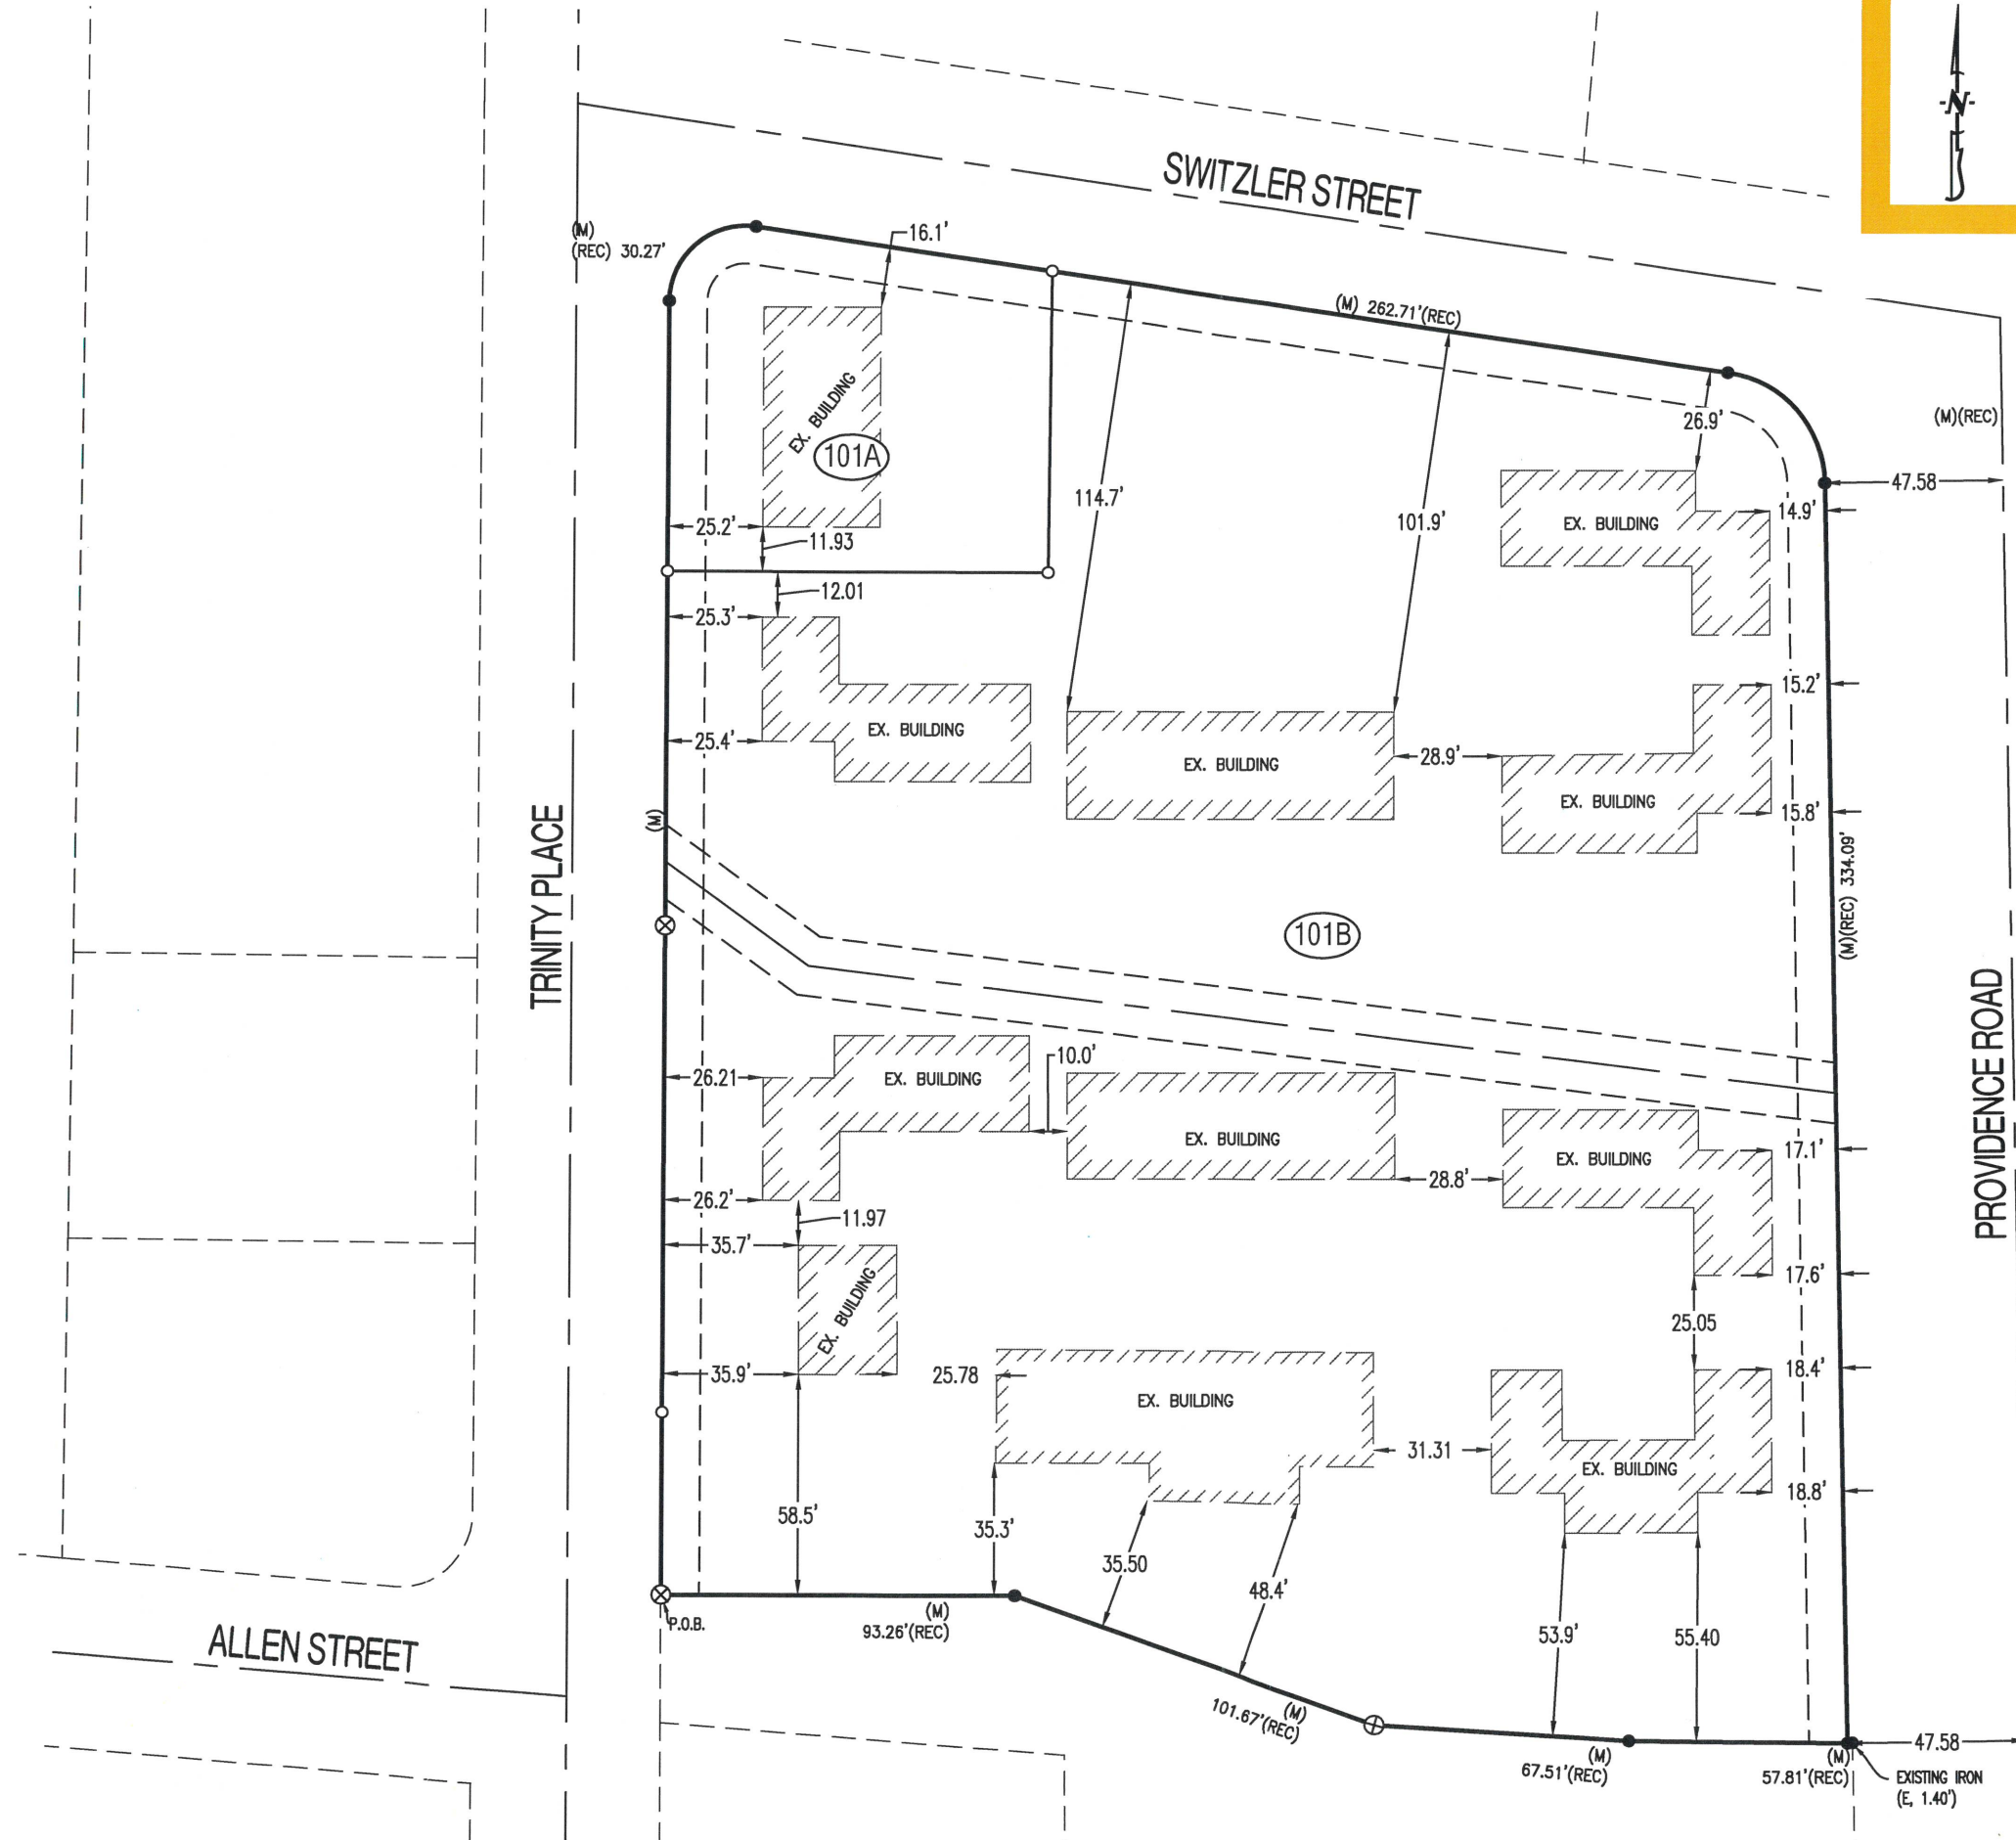 N
SWITZLER STREET
(M)
(REC) 30.27'
16.1'
(M) 262.71'(REC)
(M)(REC)
26.9'
EX. BUILDING
101A
47.58
114.7'
101.9'
14.9'
EX. BUILDING
25.2'
11.93
12.01
25.3'
15.2'
EX. BUILDING
25.4'
28.9'
EX. BUILDING
EX. BUILDING
15.8'
(M)
TRINITY PLACE
(M)(REC) 334.09'
101B
PROVIDENCE ROAD
10.0'
26.21
EX. BUILDING
EX. BUILDING
EX. BUILDING
17.1'
28.8'
26.2'
11.97
35.7'
17.6'
EX. BUILDING
25.05
35.9'
25.78
18.4'
EX. BUILDING
31.31
EX. BUILDING
18.8'
58.5'
35.3'
35.50
48.4'
53.9'
55.40
P.O.B.
(M)
93.26'(REC)
ALLEN STREET
(M)
101.67'(REC)
(M)
67.51'(REC)
(M)
57.81'(REC)
47.58
EXISTING IRON
(E, 1.40')